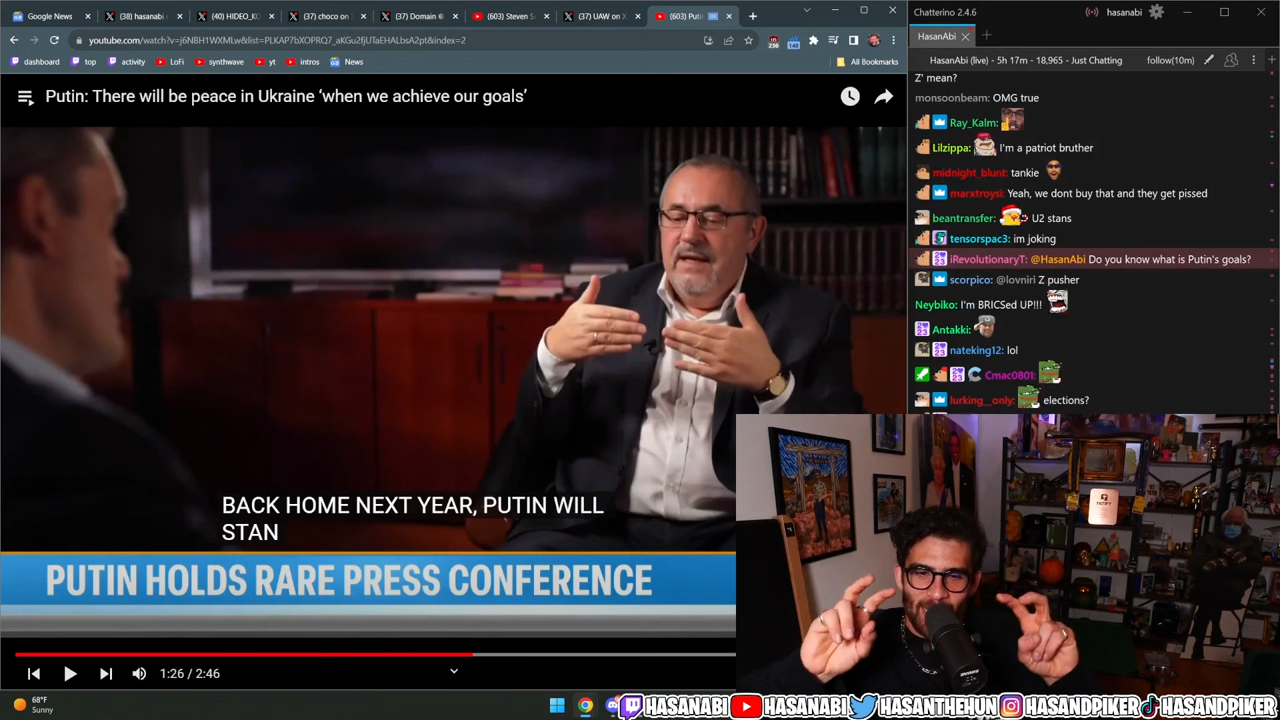 Google News
(38) hasanabi
(40) HIDEO_KO
(37) choco on
(37) Domain
(603) Steven S
(37) UAW on X
(603) Puti
youtube.com/watch?v=j6NBH1WXMLw&list=PLKAP7bXOPRQ7_aKGu2fjUTaEHALbsA2pt&index=2
230
140
dashboard
top
activity
LoFi
synthwave
yt
intros
News
All Bookmarks
Putin: There will be peace in Ukraine ‘when we achieve our goals’
BACK HOME NEXT YEAR, PUTIN WILL
STAN
PUTIN HOLDS RARE PRESS CONFERENCE
1:26 / 2:46
68°F
Sunny
Chatterino 2.4.6
hasanabi
HasanAbi
HasanAbi (live) - 5h 17m - 18,965 - Just Chatting
follow(10m)
Z' mean?
monsoonbeam: OMG true
Ray_Kalm:
Lilzippa: I'm a patriot bruther
midnight_blunt: tankie
marxtroysi: Yeah, we dont buy that and they get pissed
beantransfer: U2 stans
tensorspac3: im joking
iRevolutionaryT: @HasanAbi Do you know what is Putin's goals?
scorpico: @lovniri Z pusher
Neybiko: I'm BRICSed UP!!!
Antakki:
nateking12: lol
Cmac0801:
lurking__only: elections?
HASANABI
HASANABI
HASANTHEHUN
HASANDPIKER
HASANDPIKER